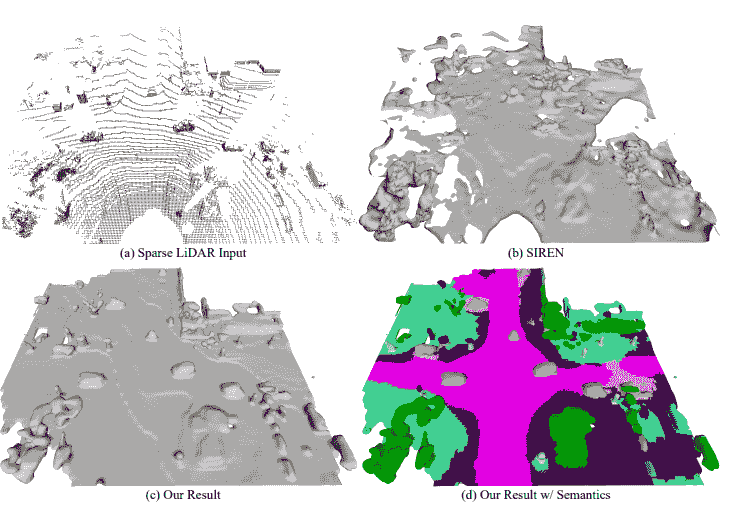 (a) Sparse LiDAR Input
(b) SIREN
(c) Our Result
(d) Our Result w/ Semantics